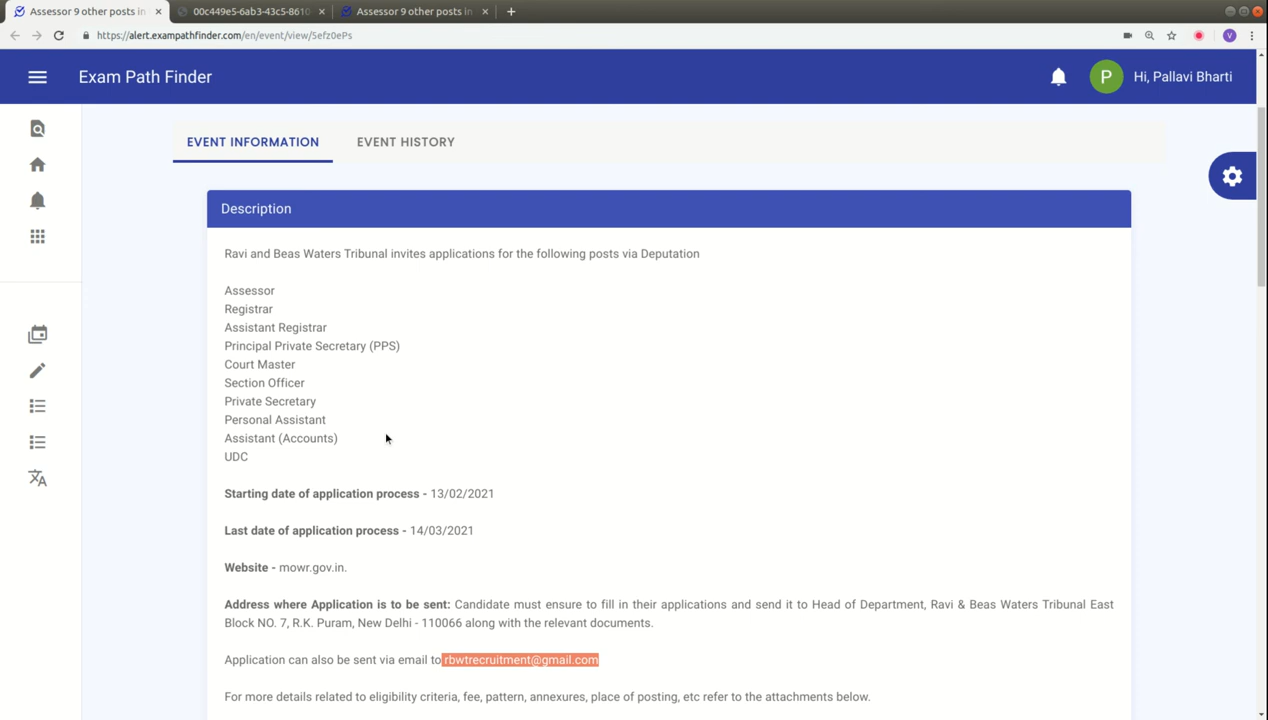 Assessor 9 other posts in
00c449e5-6ab3-43c5-8610-
Assessor 9 other posts in
https://alert.exampathfinder.com/en/event/view/5efz0ePs
V
Exam Path Finder
P
Hi, Pallavi Bharti
EVENT INFORMATION
EVENT HISTORY
Description
Ravi and Beas Waters Tribunal invites applications for the following posts via Deputation
Assessor
Registrar
Assistant Registrar
Principal Private Secretary (PPS)
Court Master
Section Officer
Private Secretary
Personal Assistant
Assistant (Accounts)
UDC
Starting date of application process - 13/02/2021
Last date of application process - 14/03/2021
Website - mowr.gov.in.
Address where Application is to be sent: Candidate must ensure to fill in their applications and send it to Head of Department, Ravi & Beas Waters Tribunal East
Block NO. 7, R.K. Puram, New Delhi - 110066 along with the relevant documents.
Application can also be sent via email to rbwtrecruitment@gmail.com
For more details related to eligibility criteria, fee, pattern, annexures, place of posting, etc refer to the attachments below.